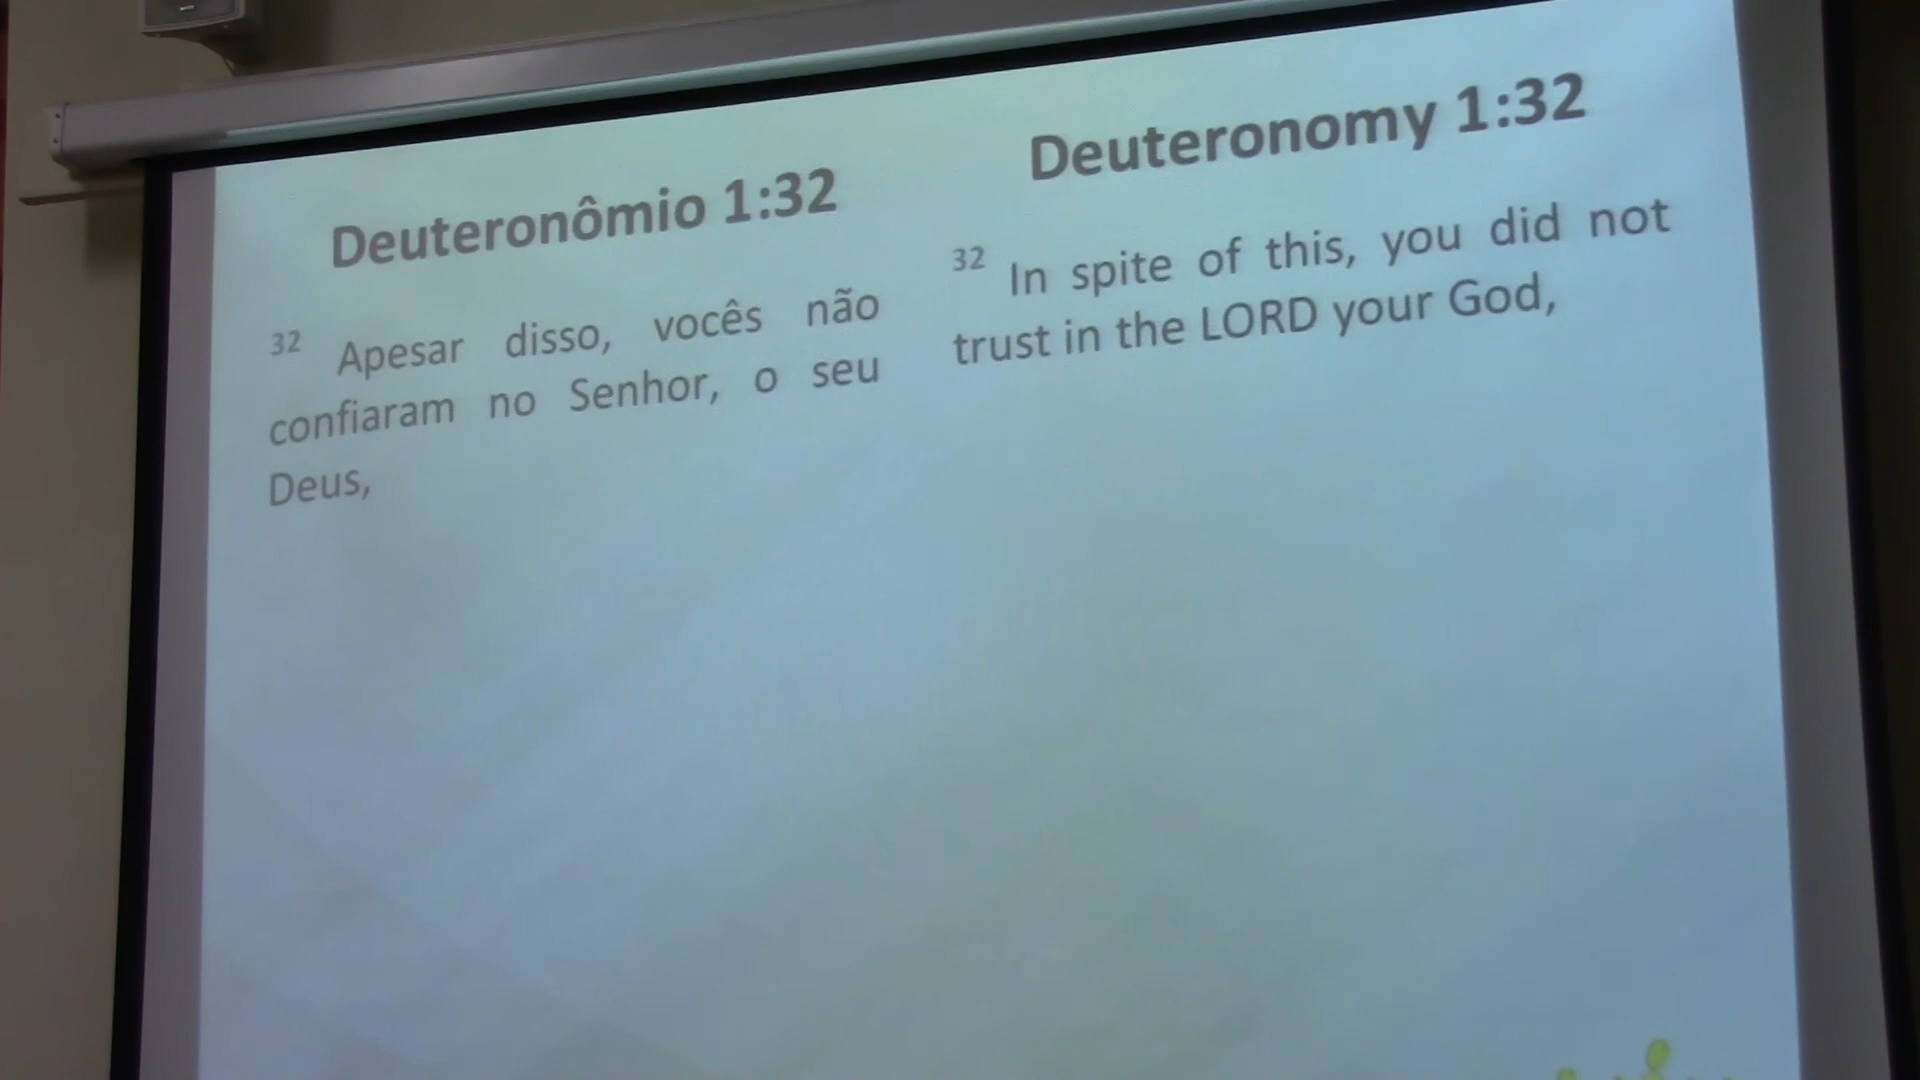 Deuteronômio 1:32
32 Apesar disso, vocês não
confiaram no Senhor, o seu
Deus,
Deuteronomy 1:32
32 In spite of this, you did not
trust in the LORD your God,